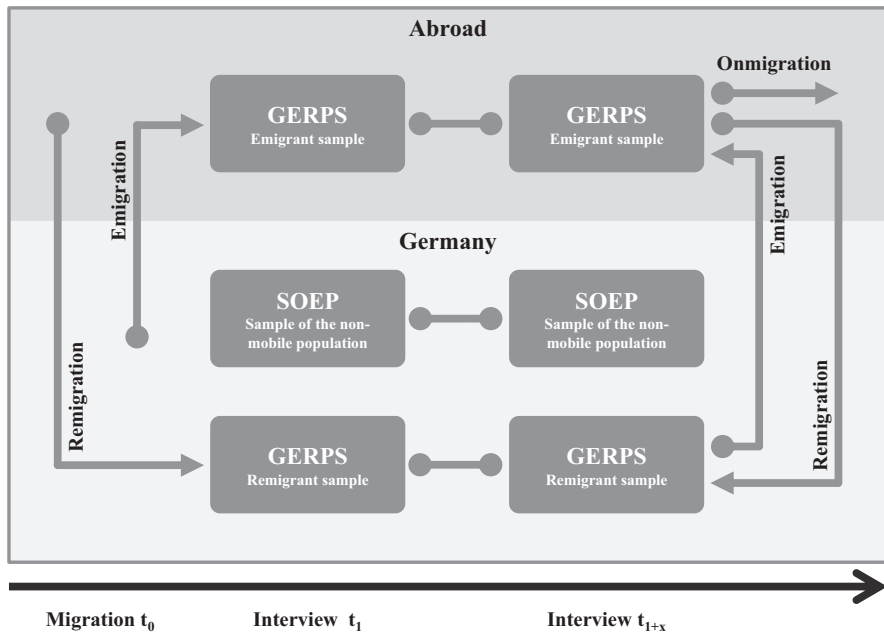 Abroad
Onmigration
GERPS
Emigrant sample
GERPS
Emigrant sample
Emigration
Emigration
Germany
SOEP
Sample of the non-
mobile population
SOEP
Sample of the non-
mobile population
Remigration
Remigration
GERPS
Remigrant sample
GERPS
Remigrant sample
Migration t0
Interview t1
Interview t1+x